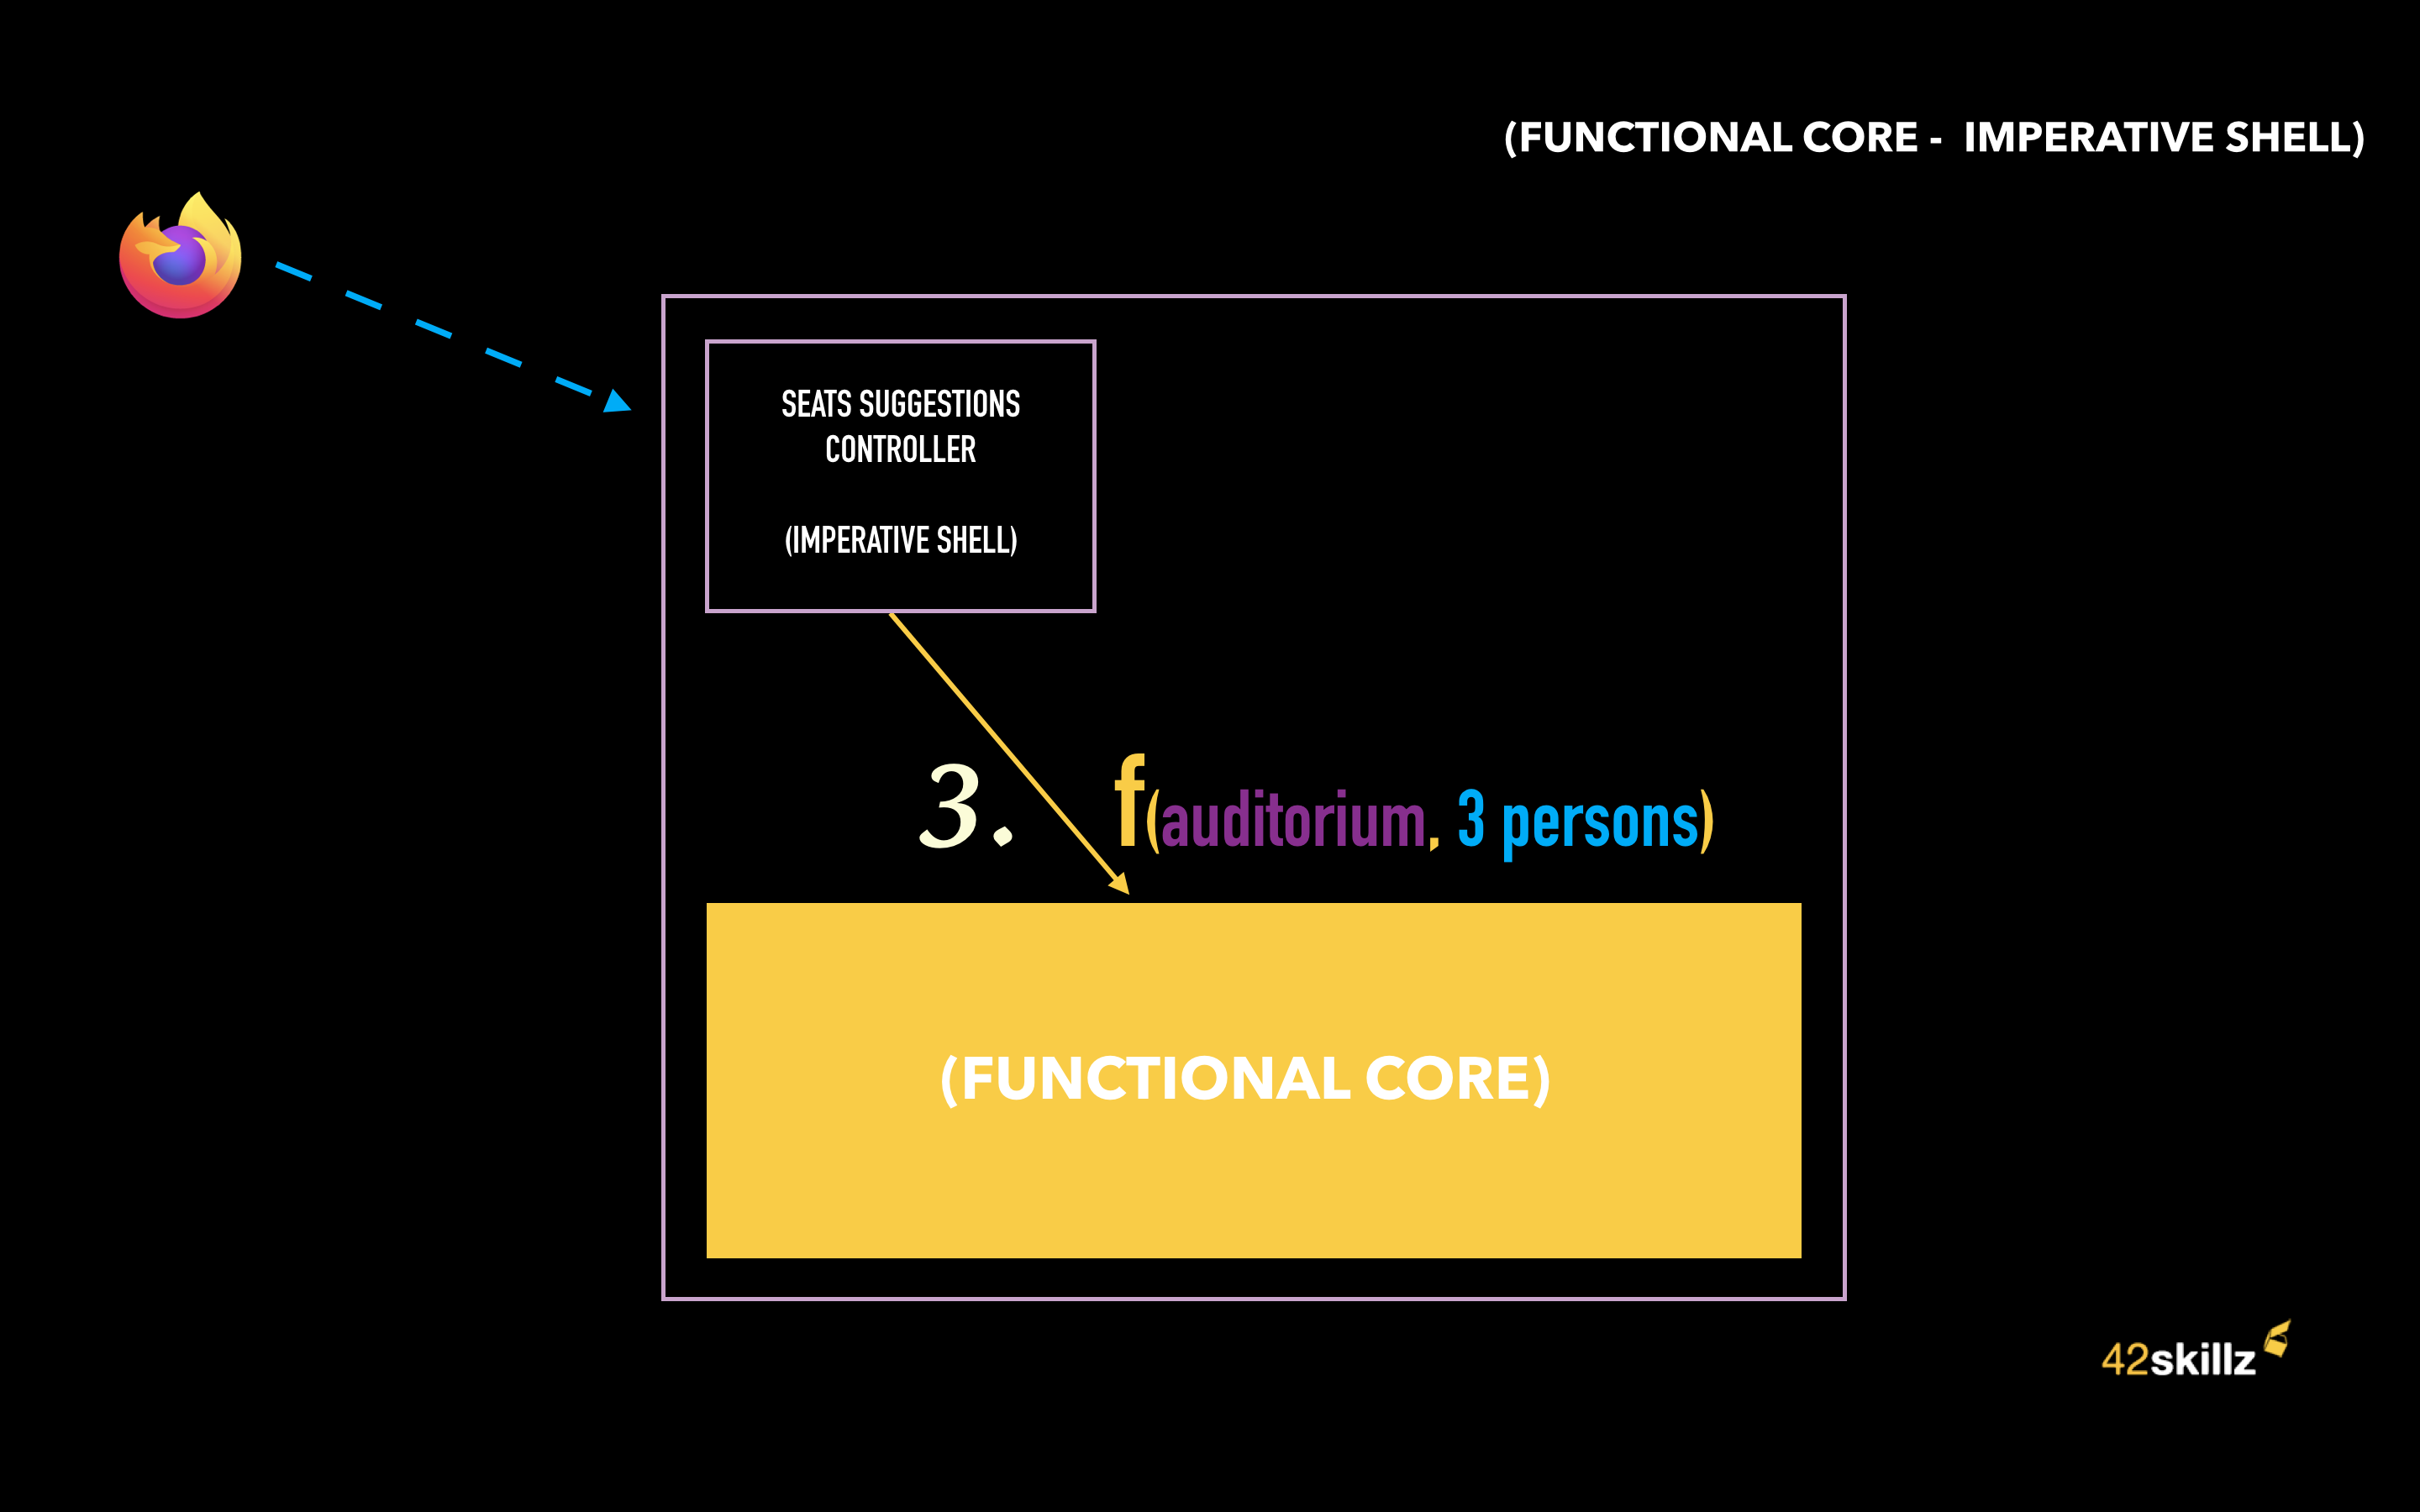 (FUNCTIONAL CORE -  IMPERATIVE SHELL)
SEATS SUGGESTIONS
CONTROLLER
(IMPERATIVE SHELL)
3.
f(auditorium, 3 persons)
(FUNCTIONAL CORE)
42skillz